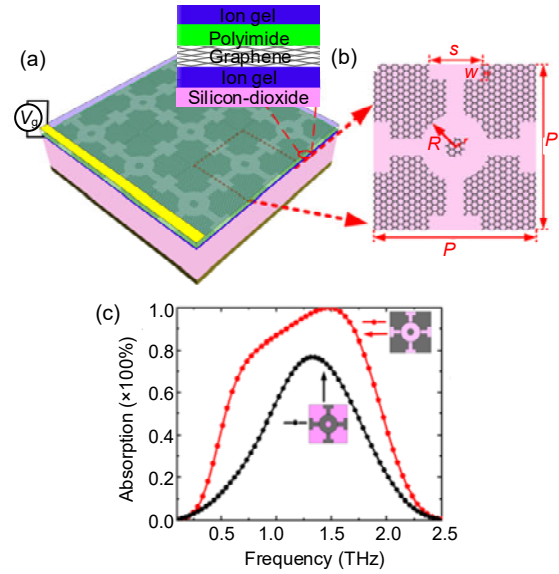 (a)
Ion gel
Polyimide
Graphene
Ion gel
Silicon-dioxide
Vg
(b)
s
w
R
r
P
P
(c)
Absorption (×100%)
1.0
0.8
0.6
0.4
0.2
0.0
0.5
1.0
1.5
2.0
2.5
Frequency (THz)